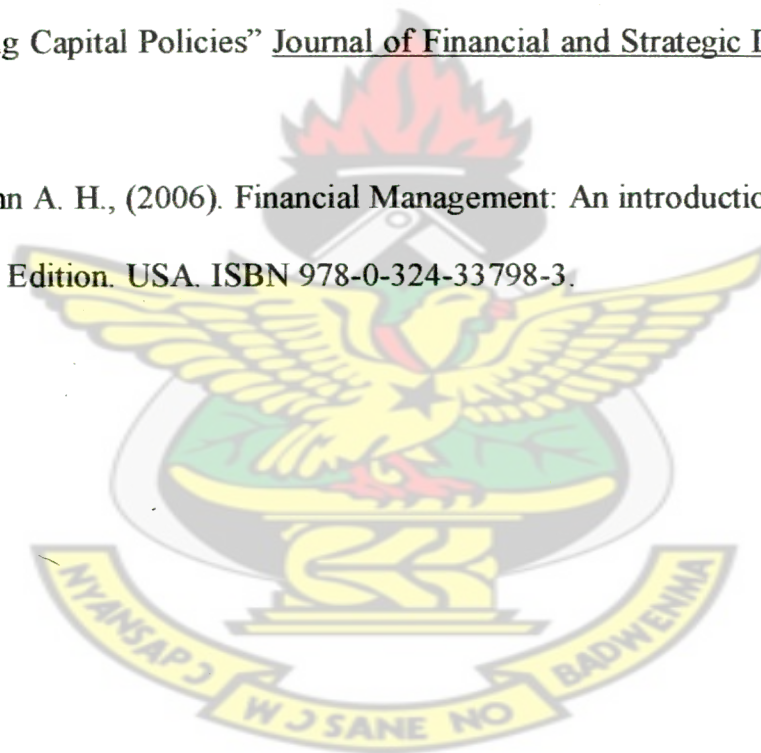 g Capital Policies” Journal of Financial and Strategic
n A. H., (2006). Financial Management: An introductio
Edition. USA. ISBN 978-0-324-33798-3.
NYANSAPƆ WƆSANE NO BADWENMA